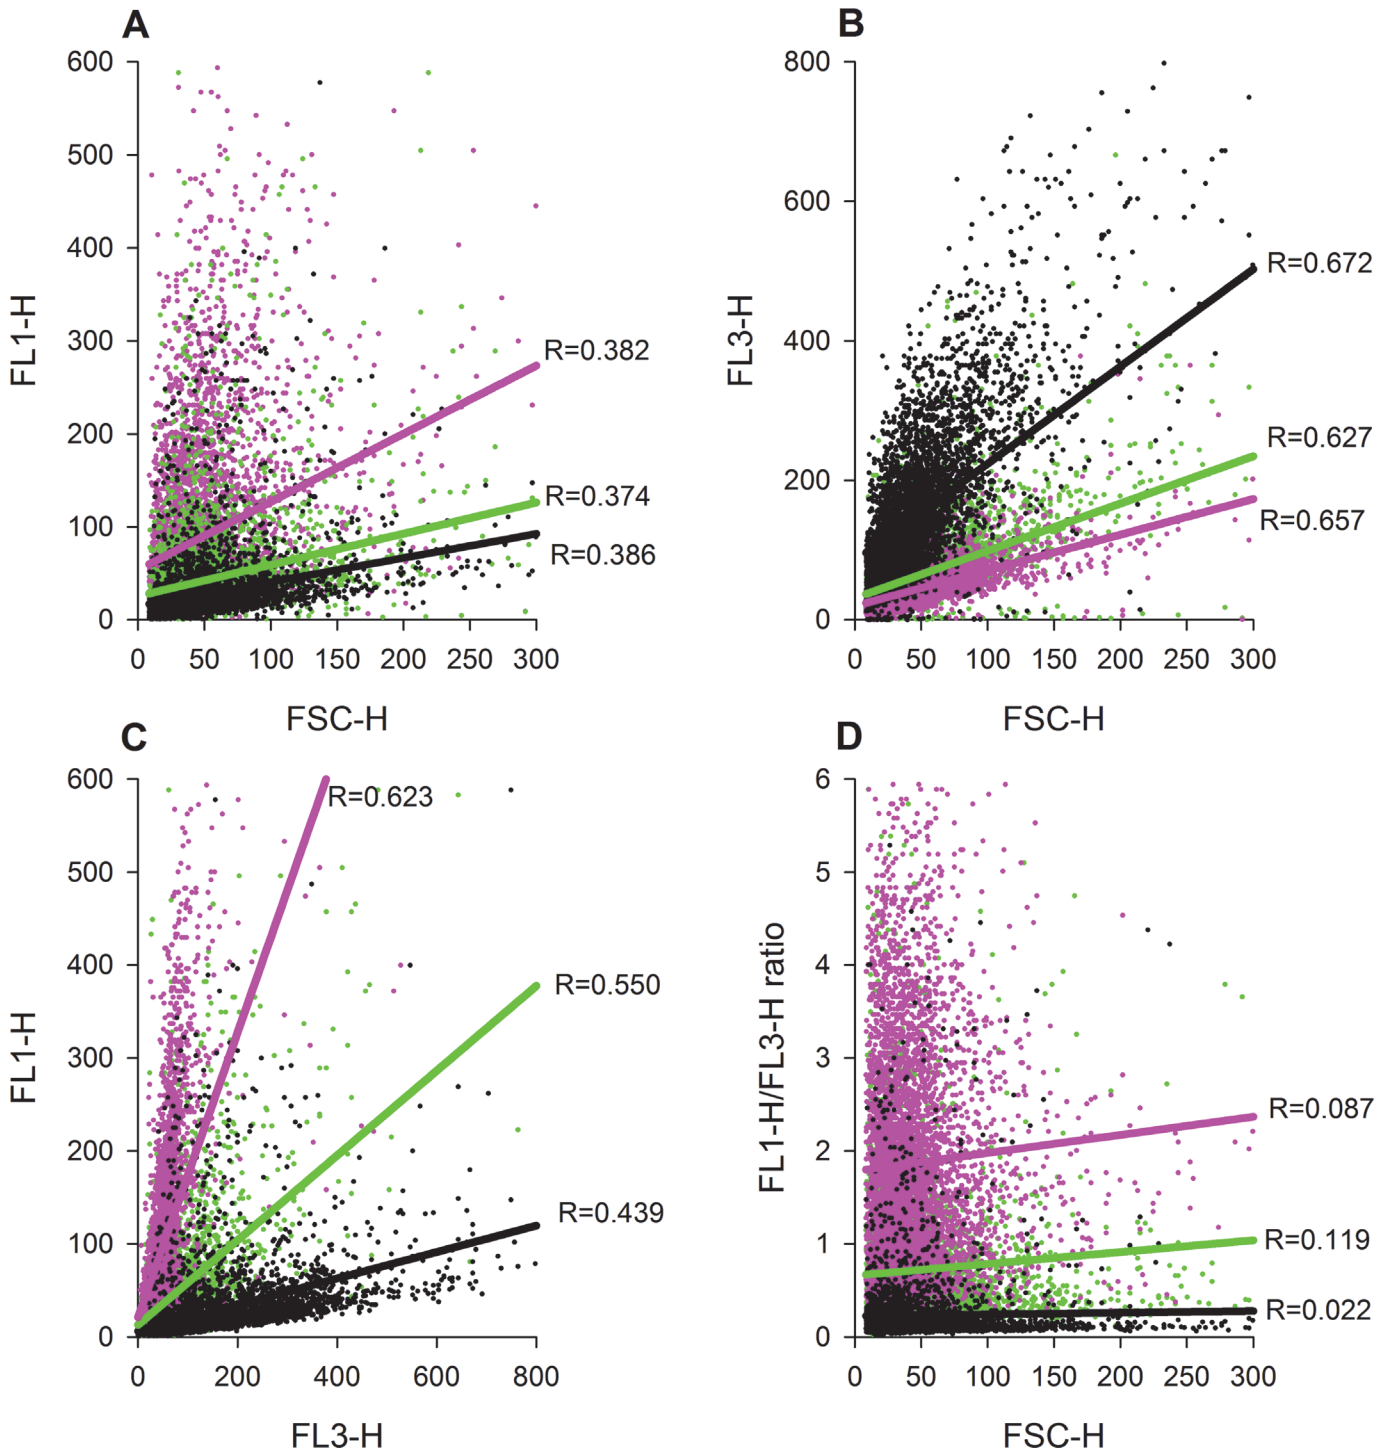 A
600
500
400
300
200
100
0
FL1-H
R=0.382
R=0.374
R=0.386
0 50 100 150 200 250 300
FSC-H
B
800
600
400
200
0
FL3-H
R=0.672
R=0.627
R=0.657
0 50 100 150 200 250 300
FSC-H
C
600
500
400
300
200
100
0
FL1-H
R=0.623
R=0.550
R=0.439
0 200 400 600 800
FL3-H
D
6
5
4
3
2
1
0
FL1-H/FL3-H ratio
R=0.087
R=0.119
R=0.022
0 50 100 150 200 250 300
FSC-H